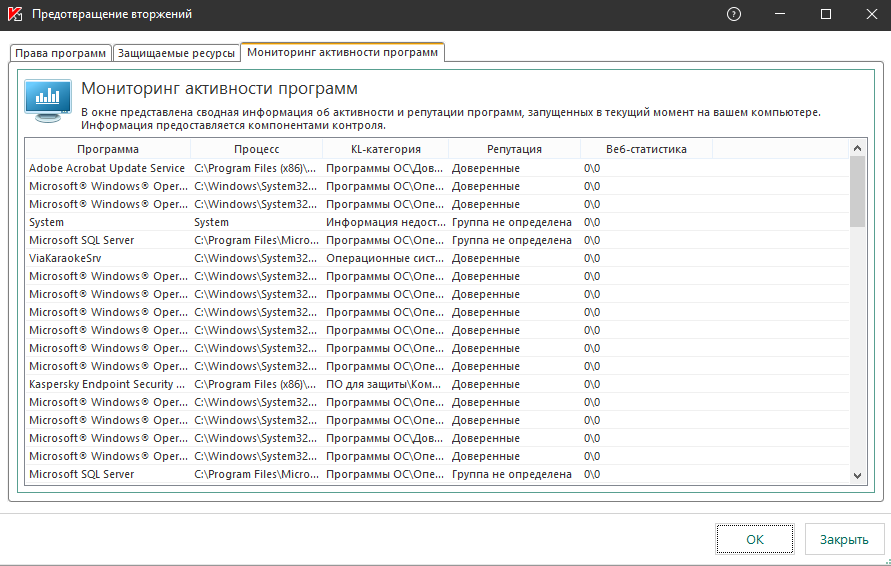 Предотвращение вторжений
Права программ Защищаемые ресурсы Мониторинг активности программ
Мониторинг активности программ
В окне представлена сводная информация об активности и репутации программ, запущенных в текущий момент на вашем компьютере.
Информация предоставляется компонентами контроля.
Программа Процесс KL-категория Репутация Веб-статистика
Adobe Acrobat Update Service C:\Program Files (x86)\... Программы ОС\Дов... Доверенные 0\0
Microsoft® Windows® Oper... C:\Windows\System32... Программы ОС\Опе... Доверенные 0\0
Microsoft® Windows® Oper... C:\Windows\System32... Программы ОС\Опе... Доверенные 0\0
System System Информация недост... Группа не определена 0\0
Microsoft SQL Server C:\Program Files\Micro... Программы ОС\Опе... Группа не определена 0\0
ViaKaraokeSrv C:\Windows\System32... Операционные сист... Доверенные 0\0
Microsoft® Windows® Oper... C:\Windows\System32... Программы ОС\Опе... Доверенные 0\0
Microsoft® Windows® Oper... C:\Windows\System32... Программы ОС\Опе... Доверенные 0\0
Microsoft® Windows® Oper... C:\Windows\System32... Программы ОС\Опе... Доверенные 0\0
Microsoft® Windows® Oper... C:\Windows\System32... Программы ОС\Опе... Доверенные 0\0
Microsoft® Windows® Oper... C:\Windows\System32... Программы ОС\Опе... Доверенные 0\0
Microsoft® Windows® Oper... C:\Windows\System32... Программы ОС\Опе... Доверенные 0\0
Kaspersky Endpoint Security ... C:\Program Files (x86)\... ПО для защиты\Ком... Доверенные 0\0
Microsoft® Windows® Oper... C:\Windows\System32... Программы ОС\Опе... Доверенные 0\0
Microsoft® Windows® Oper... C:\Windows\System32... Программы ОС\Опе... Доверенные 0\0
Microsoft® Windows® Oper... C:\Windows\System32... Программы ОС\Дов... Доверенные 0\0
Microsoft® Windows® Oper... C:\Windows\System32... Программы ОС\Опе... Доверенные 0\0
Microsoft SQL Server C:\Program Files\Micro... Программы ОС\Опе... Группа не определена 0\0
ОК Закрыть